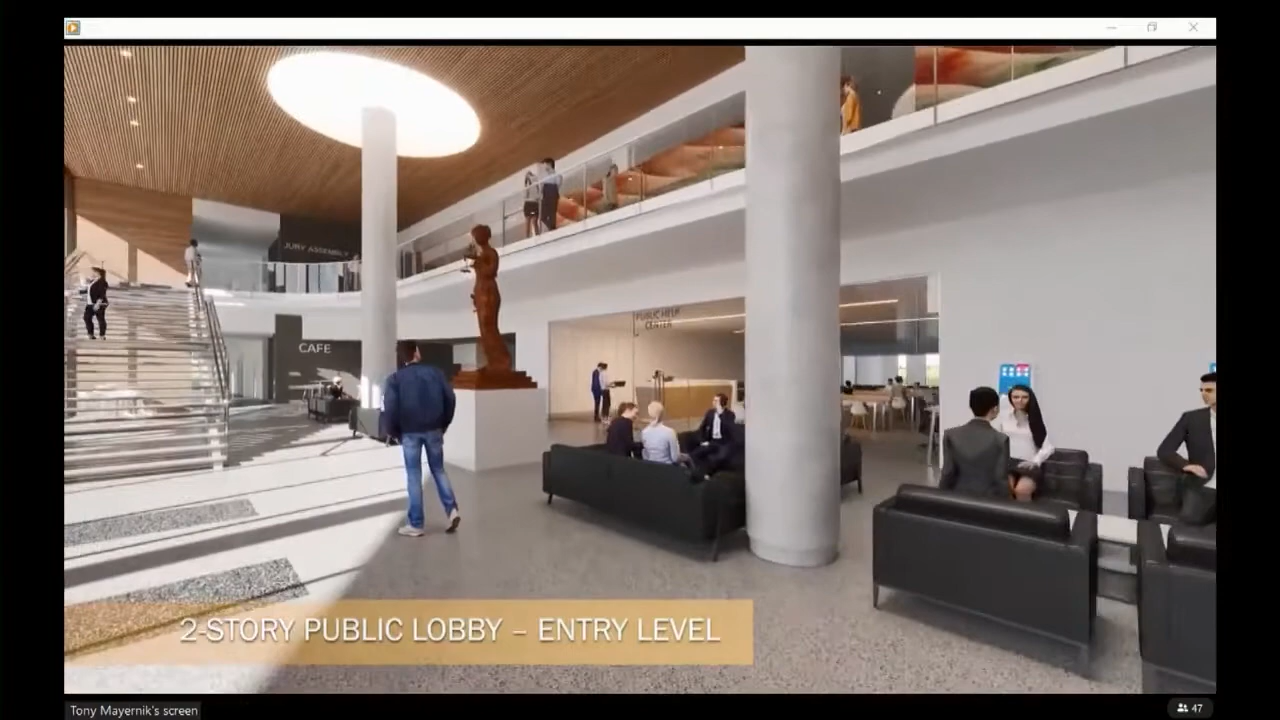 JURY ASSEMBLY
PUBLIC HELP
CENTER
CAFE
2-STORY PUBLIC LOBBY – ENTRY LEVEL
Tony Mayernik's screen
47